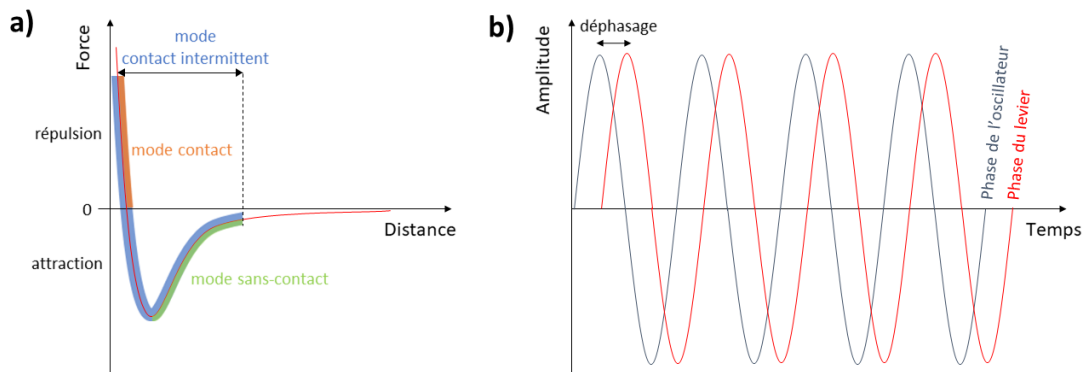 a)
Force
mode
contact intermittent
répulsion
mode contact
0
Distance
attraction
mode sans-contact
b)
déphasage
Amplitude
Phase de l'oscillateur
Phase du levier
Temps